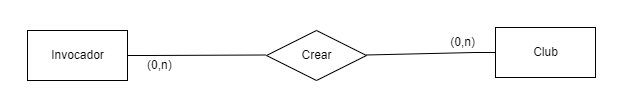 Invocador
(0,n)
Crear
(0,n)
Club